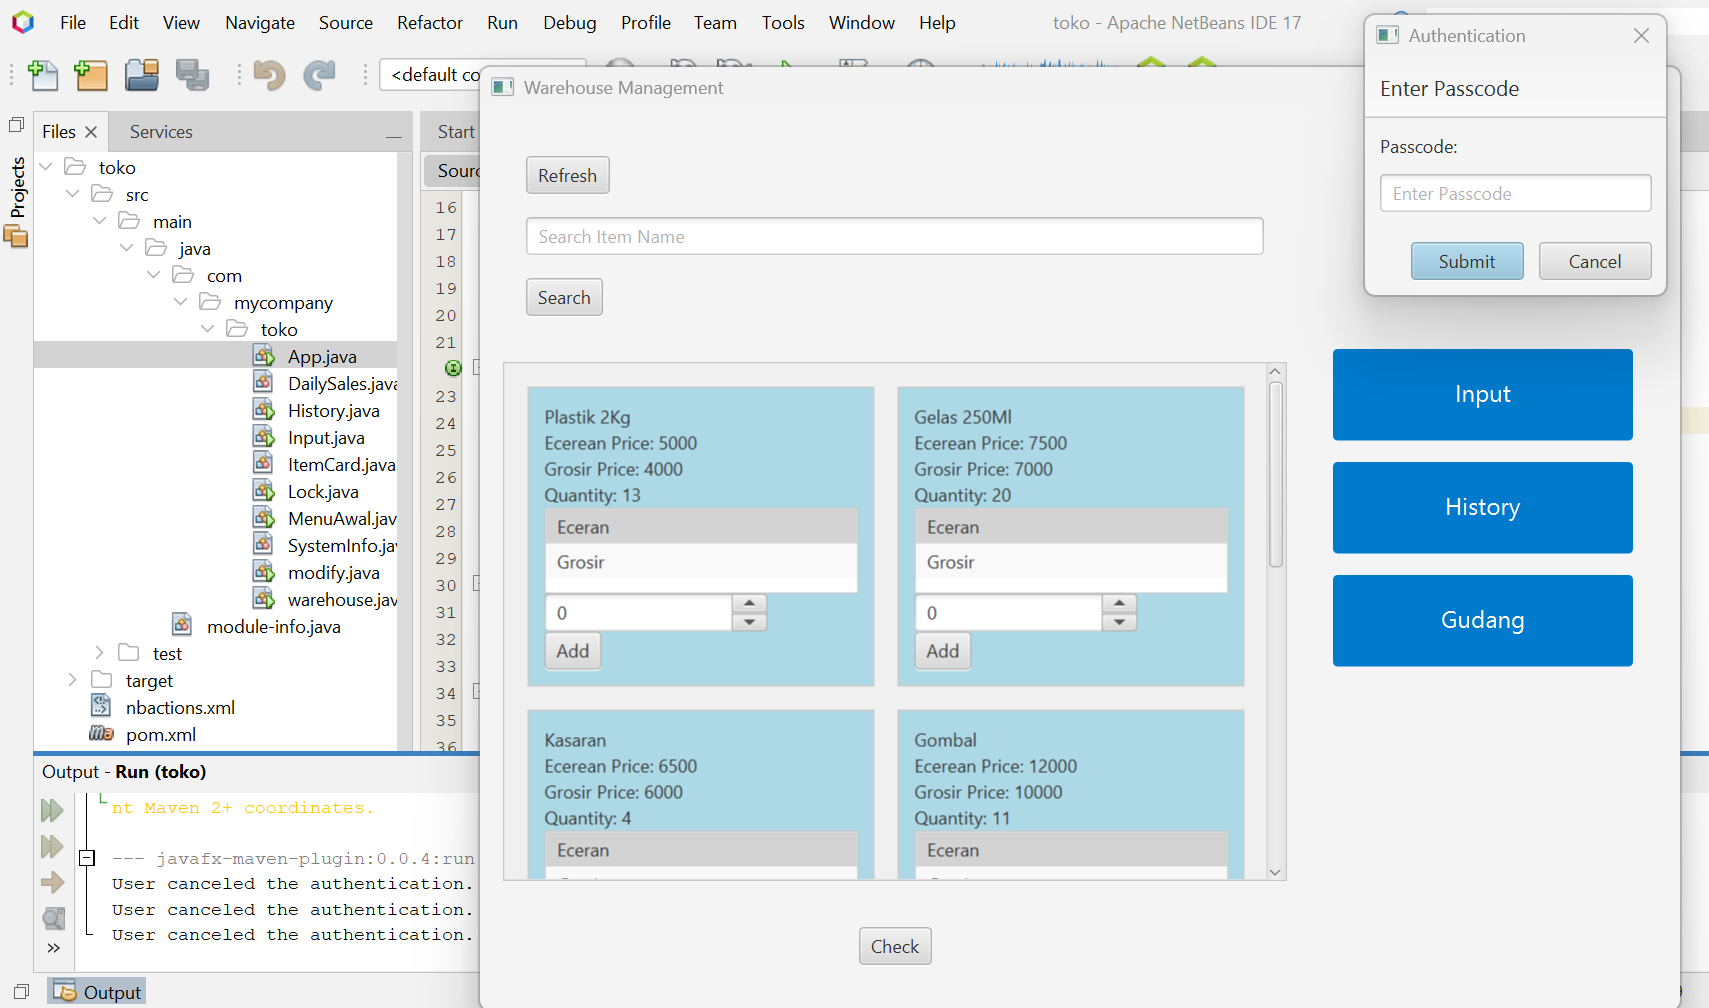 File Edit View Navigate Source Refactor Run Debug Profile Team Tools Window Help
toko - Apache NetBeans IDE 17
<default co
Files
Services
Projects
toko
src
main
java
com
mycompany
toko
App.java
DailySales.java
History.java
Input.java
ItemCard.java
Lock.java
MenuAwal.jav
SystemInfo.ja
modify.java
warehouse.jav
module-info.java
test
target
nbactions.xml
pom.xml
Start
Sourc
16
17
18
19
20
21
23
24
25
26
27
28
29
30
31
32
33
34
35
36
Output - Run (toko)
nt Maven 2+ coordinates.
--- javafx-maven-plugin:0.0.4:run
User canceled the authentication.
User canceled the authentication.
User canceled the authentication.
Output
Warehouse Management
Refresh
Search Item Name
Search
Plastik 2Kg
Ecerean Price: 5000
Grosir Price: 4000
Quantity: 13
Eceran
Grosir
0
Add
Gelas 250Ml
Ecerean Price: 7500
Grosir Price: 7000
Quantity: 20
Eceran
Grosir
0
Add
Kasaran
Ecerean Price: 6500
Grosir Price: 6000
Quantity: 4
Eceran
Gombal
Ecerean Price: 12000
Grosir Price: 10000
Quantity: 11
Eceran
Check
Input
History
Gudang
Authentication
Enter Passcode
Passcode:
Enter Passcode
Submit
Cancel